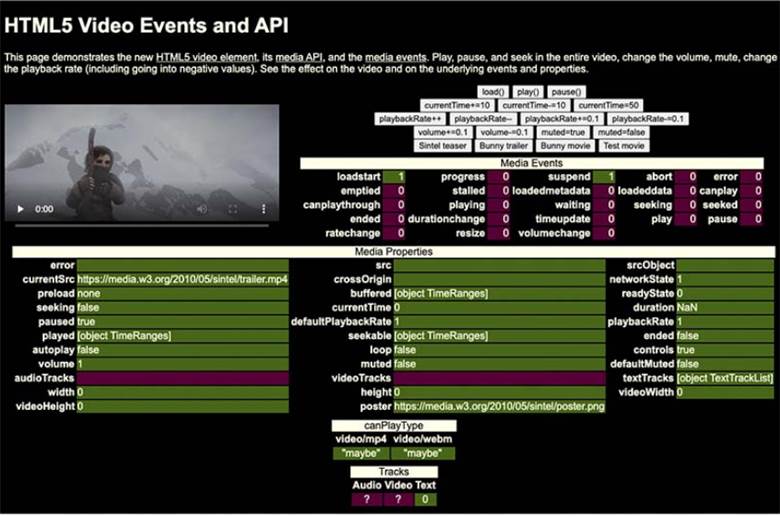 HTML5 Video Events and API
This page demonstrates the new HTML5 video element, its media API, and the media events. Play, pause, and seek in the entire video, change the volume, mute, change
the playback rate (including going into negative values). See the effect on the video and on the underlying events and properties.
load() play() pause()
currentTime+=10 currentTime-=10 currentTime=50
playbackRate++ playbackRate-- playbackRate+=0.1 playbackRate-=0.1
volume+=0.1 volume-=0.1 muted=true muted=false
Sintel teaser Bunny trailer Bunny movie Test movie
0:00
Media Events
loadstart 1 progress 0 suspend 1 abort 0 error 0
emptied 0 stalled 0 loadedmetadata 0 loadeddata 0 canplay 0
canplaythrough 0 playing 0 waiting 0 seeking 0 seeked 0
ended 0 durationchange 0 timeupdate 0 play 0 pause 0
ratechange 0 resize 0 volumechange 0
Media Properties
error src srcObject
currentSrc https://media.w3.org/2010/05/sintel/trailer.mp4 crossOrigin networkState 1
preload none buffered [object TimeRanges] readyState 0
seeking false currentTime 0 duration NaN
paused true defaultPlaybackRate 1 playbackRate 1
played [object TimeRanges] seekable [object TimeRanges] ended false
autoplay false loop false controls true
volume 1 muted false defaultMuted false
audioTracks videoTracks textTracks [object TextTrackList]
width 0 height 0 videoWidth 0
videoHeight 0 poster https://media.w3.org/2010/05/sintel/poster.png
canPlayType
video/mp4 video/webm
"maybe" "maybe"
Tracks
Audio Video Text
? ? 0